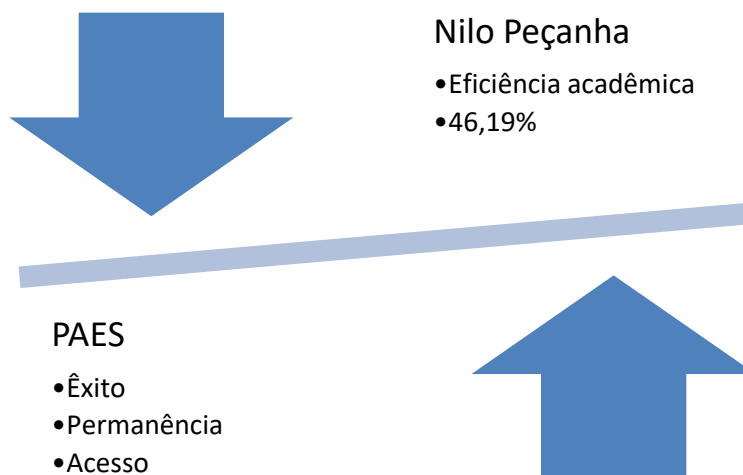 Nilo Peçanha
•Eficiência acadêmica
•46,19%
PAES
•Êxito
•Permanência
•Acesso